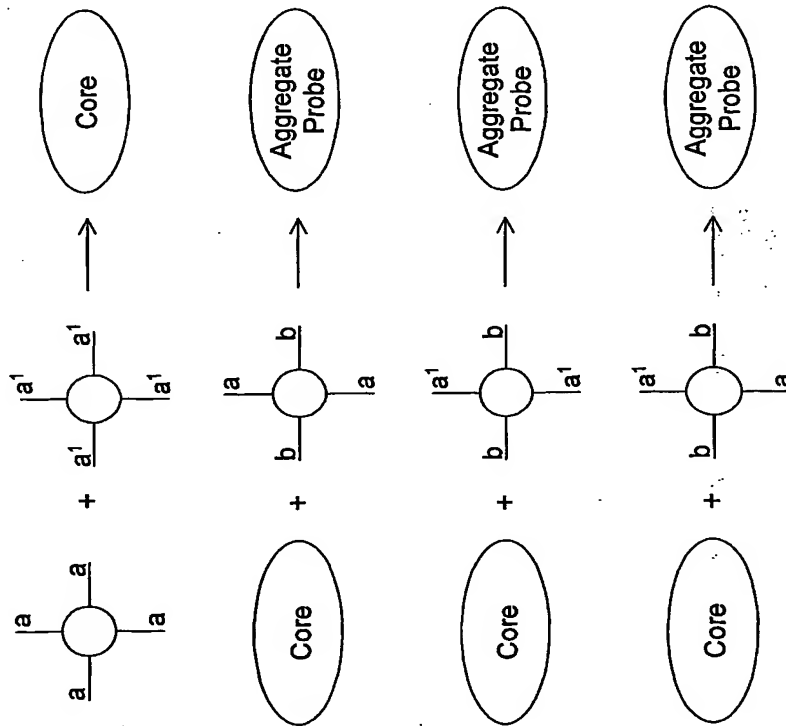 a
a a
a
+
a¹
a¹ a¹
a¹
Core
Core
+
a
b b
a
Aggregate
Probe
Core
+
a¹
b b
a¹
Aggregate
Probe
Core
+
a¹
b b
a
Aggregate
Probe